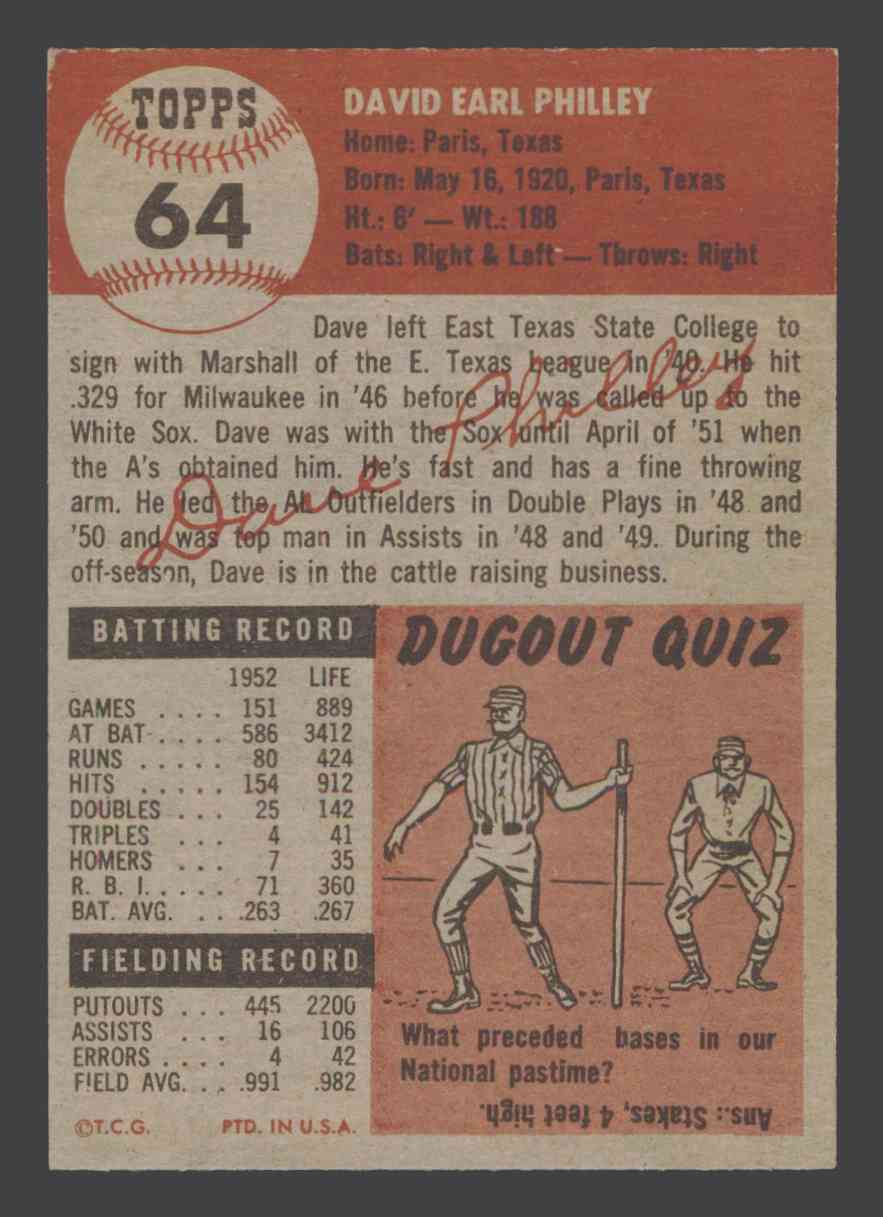 TOPPS
64
DAVID EARL PHILLEY
Home: Paris, Texas
Born: May 16, 1920, Paris, Texas
Ht.: 6' — Wt.: 188
Bats: Right & Left — Throws: Right
Dave left East Texas State College to
sign with Marshall of the E. Texas League in '40. He hit
.329 for Milwaukee in '46 before he was called up to the
White Sox. Dave was with the Sox until April of '51 when
the A's obtained him. He's fast and has a fine throwing
arm. He led the AL Outfielders in Double Plays in '48 and
'50 and was top man in Assists in '48 and '49. During the
off-season, Dave is in the cattle raising business.
Dave Philley
BATTING RECORD
1952 LIFE
GAMES .... 151 889
AT BAT .... 586 3412
RUNS ..... 80 424
HITS ..... 154 912
DOUBLES ... 25 142
TRIPLES ... 4 41
HOMERS ... 7 35
R. B. I. .... 71 360
BAT. AVG. .. .263 .267
FIELDING RECORD
PUTOUTS ... 445 2200
ASSISTS ... 16 106
ERRORS .... 4 42
FIELD AVG. .. .991 .982
©T.C.G. PTD. IN U.S.A.
DUGOUT QUIZ
What preceded bases in our
National pastime?
Ans.: Stakes, 4 feet high.